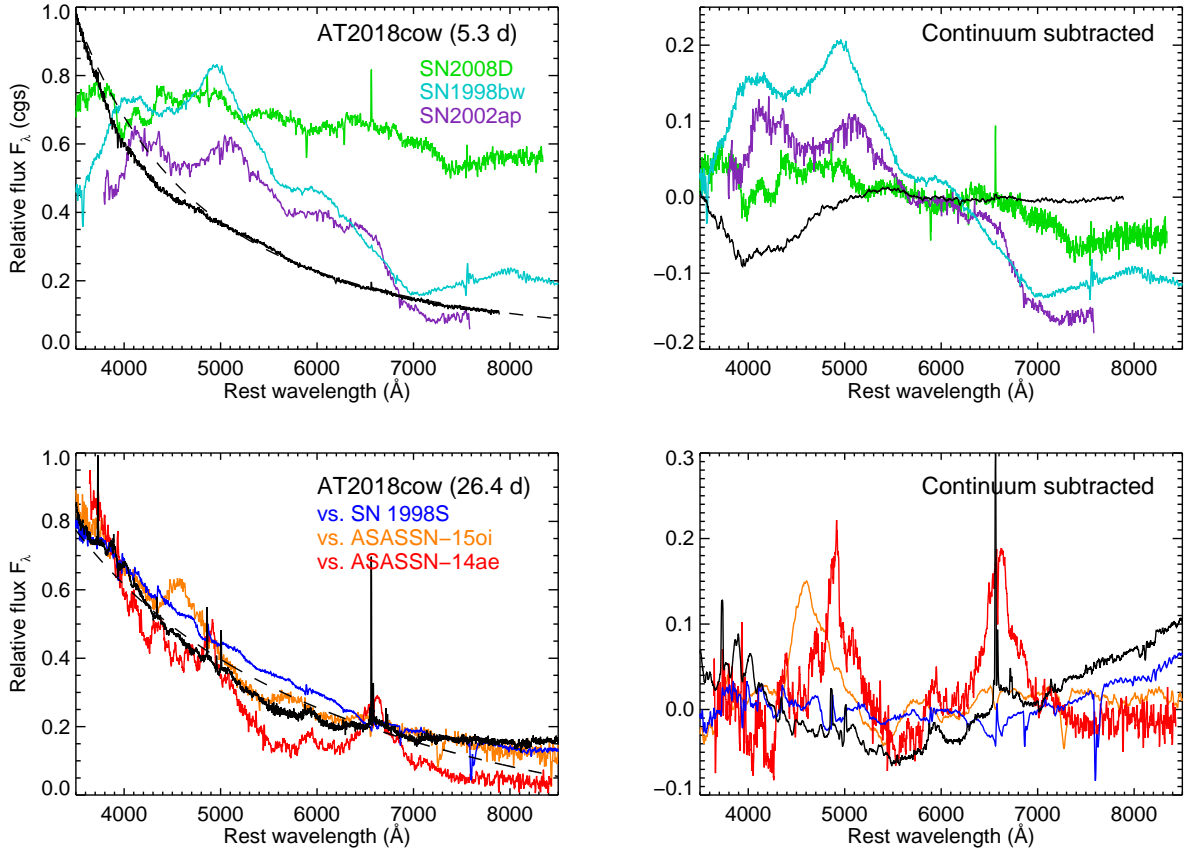 AT2018cow (5.3 d)
SN2008D
SN1998bw
SN2002ap
Relative flux Fλ (cgs)
1.0
0.8
0.6
0.4
0.2
0.0
4000 5000 6000 7000 8000
Rest wavelength (Å)
Continuum subtracted
0.2
0.1
0.0
−0.1
−0.2
4000 5000 6000 7000 8000
Rest wavelength (Å)
AT2018cow (26.4 d)
vs. SN 1998S
vs. ASASSN−15oi
vs. ASASSN−14ae
Relative flux Fλ
1.0
0.8
0.6
0.4
0.2
0.0
4000 5000 6000 7000 8000
Rest wavelength (Å)
Continuum subtracted
0.3
0.2
0.1
0.0
−0.1
4000 5000 6000 7000 8000
Rest wavelength (Å)